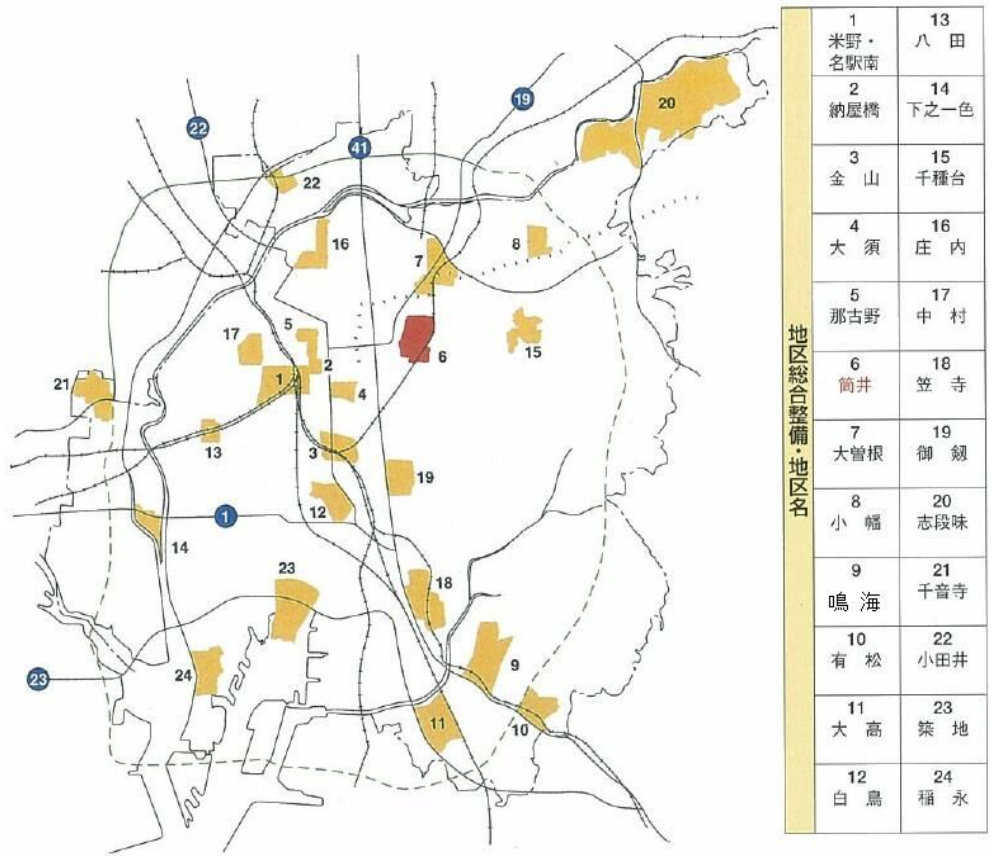 19
20
22
41
22
16
8
7
17
5
6
15
2
1
4
21
3
13
19
12
1
14
23
18
24
9
23
11
10
地区総合整備・地区名
1
米野・
名駅南
13
八 田
2
納屋橋
14
下之一色
3
金 山
15
千種台
4
大 須
16
庄 内
5
那古野
17
中 村
6
筒井
18
笠 寺
7
大曽根
19
御 剱
8
小 幡
20
志段味
9
鳴 海
21
千音寺
10
有 松
22
小田井
11
大 高
23
築 地
12
白 鳥
24
稲 永